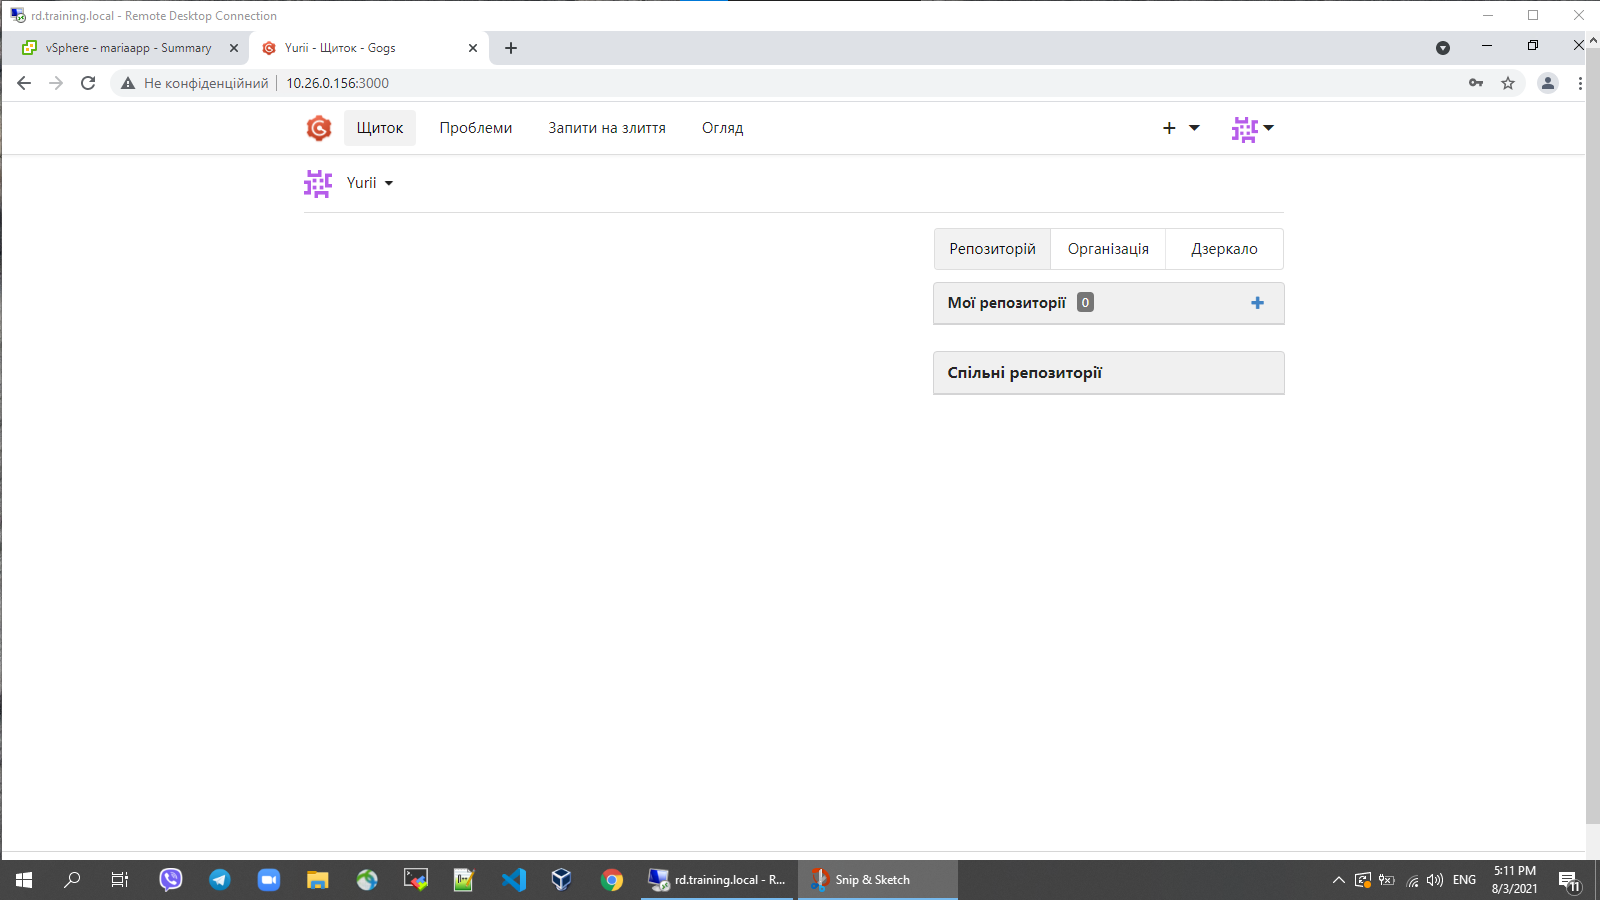 rd.training.local - Remote Desktop Connection
vSphere - mariaapp - Summary
Yurii - Щиток - Gogs
Не конфіденційний
10.26.0.156:3000
Щиток
Проблеми
Запити на злиття
Огляд
Yurii
Репозиторій
Організація
Дзеркало
Мої репозиторії 0
Спільні репозиторії
rd.training.local - R...
Snip & Sketch
ENG
5:11 PM
8/3/2021
11